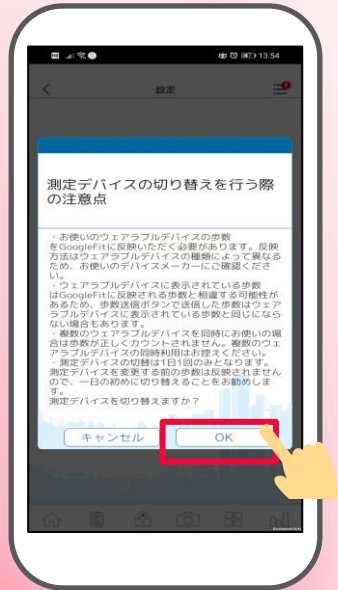 13:54
設定
測定デバイスの切り替えを行う際
の注意点
・お使いのウェアラブルデバイスの歩数
をGoogleFitに反映いただく必要があります。反映
方法はウェアラブルデバイスの種類によって異なる
ため、お使いのデバイスメーカーにご確認くださ
い。
・ウェアラブルデバイスに表示されている歩数
はGoogleFitに反映される歩数と相違する可能性が
あるため、歩数送信ボタンで送信した歩数はウェア
ラブルデバイスに表示されている歩数と同じになら
ない場合もあります。
・複数のウェアラブルデバイスを同時にお使いの場
合は歩数が正しくカウントされません。複数のウェ
アラブルデバイスの同時利用はお控えください。
・測定デバイスの切替は1日1回のみとなります。
測定デバイスを変更する前の歩数は反映されません
ので、一日の初めに切り替えることをお勧めしま
す。
測定デバイスを切り替えますか？
キャンセル
OK